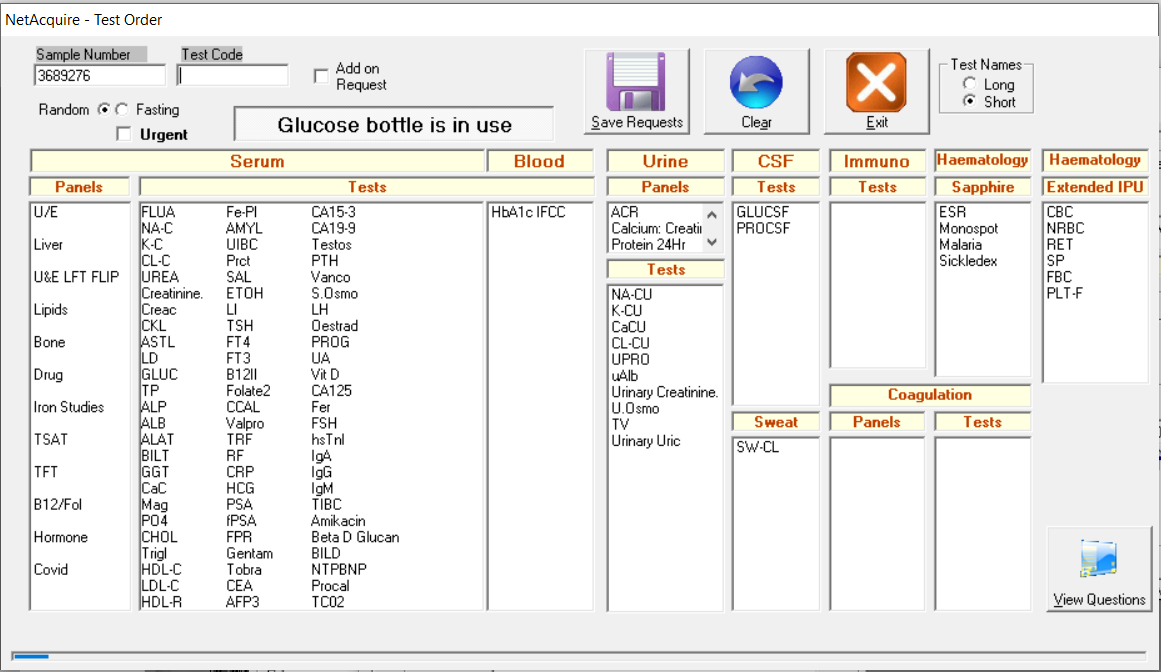 NetAcquire - Test Order
Sample Number
Test Code
3689276
Add on
Request
Random
Fasting
Urgent
Glucose bottle is in use
Save Requests
Clear
Exit
Test Names
Long
Short
Serum
Blood
Urine
CSF
Immuno
Haematology
Haematology
Panels
Tests
Panels
Tests
Tests
Sapphire
Extended IPU
U/E
Liver
U&E LFT FLIP
Lipids
Bone
Drug
Iron Studies
TSAT
TFT
B12/Fol
Hormone
Covid
FLUA
NA-C
K-C
CL-C
UREA
Creatinine.
Creac
CKL
ASTL
LD
GLUC
TP
ALP
ALB
ALAT
BILT
GGT
CaC
Mag
PO4
CHOL
Trigl
HDL-C
LDL-C
HDL-R
Fe-Pl
AMYL
UIBC
Prct
SAL
ETOH
LI
TSH
FT4
FT3
B12II
Folate2
CCAL
Valpro
TRF
RF
CRP
HCG
PSA
fPSA
FPR
Gentam
Tobra
CEA
AFP3
CA15-3
CA19-9
Testos
PTH
Vanco
S.Osmo
LH
Oestrad
PROG
UA
Vit D
CA125
Fer
FSH
hsTnI
IgA
IgG
IgM
TIBC
Amikacin
Beta D Glucan
BILD
NTPBNP
Procal
TC02
HbA1c IFCC
ACR
Calcium: Creati
Protein 24Hr
Tests
NA-CU
K-CU
CaCU
CL-CU
UPRO
uAlb
Urinary Creatinine.
U.Osmo
TV
Urinary Uric
GLUCSF
PROCSF
Sweat
SW-CL
ESR
Monospot
Malaria
Sickledex
CBC
NRBC
RET
SP
FBC
PLT-F
Coagulation
Panels
Tests
View Questions